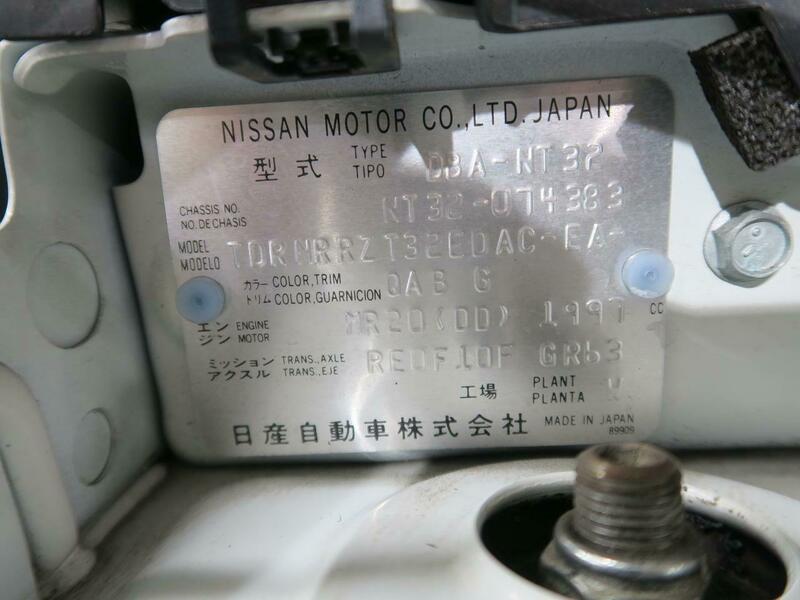 NISSAN MOTOR CO.,LTD. JAPAN
型式 TYPE TIPO DBA-NT32
CHASSIS NO. NO. DE CHASIS NT32-074383
MODEL MODELO TDRNRRZ T32EDAC-EA-
カラー COLOR, TRIM トリム COLOR, GUARNICION QAB G
エンジン ENGINE MOTOR MR20(DD) 1997 CC
ミッション アクスル TRANS., AXLE TRANS., EJE RE0F10F GR63
工場 PLANT PLANTA
日産自動車株式会社 MADE IN JAPAN
89909